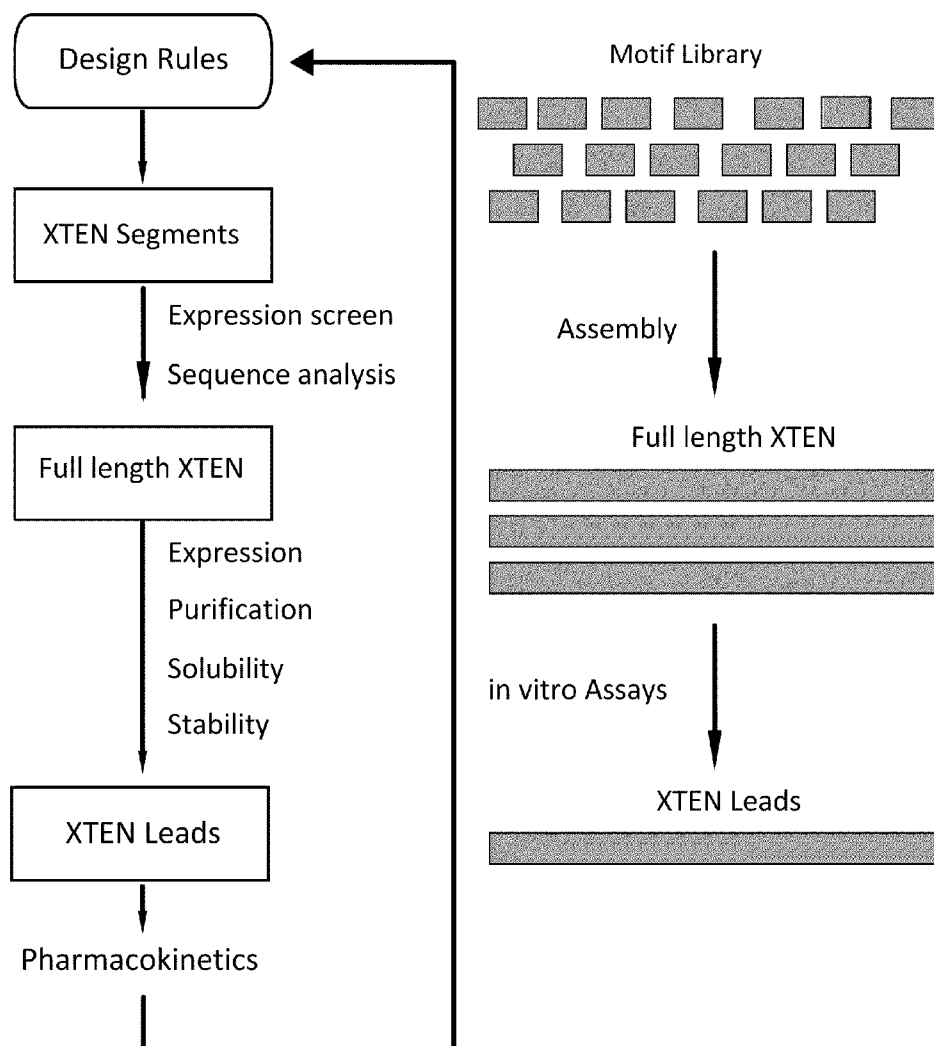 Design Rules
XTEN Segments
Expression screen
Sequence analysis
Full length XTEN
Expression
Purification
Solubility
Stability
XTEN Leads
Pharmacokinetics
Motif Library
Assembly
Full length XTEN
in vitro Assays
XTEN Leads